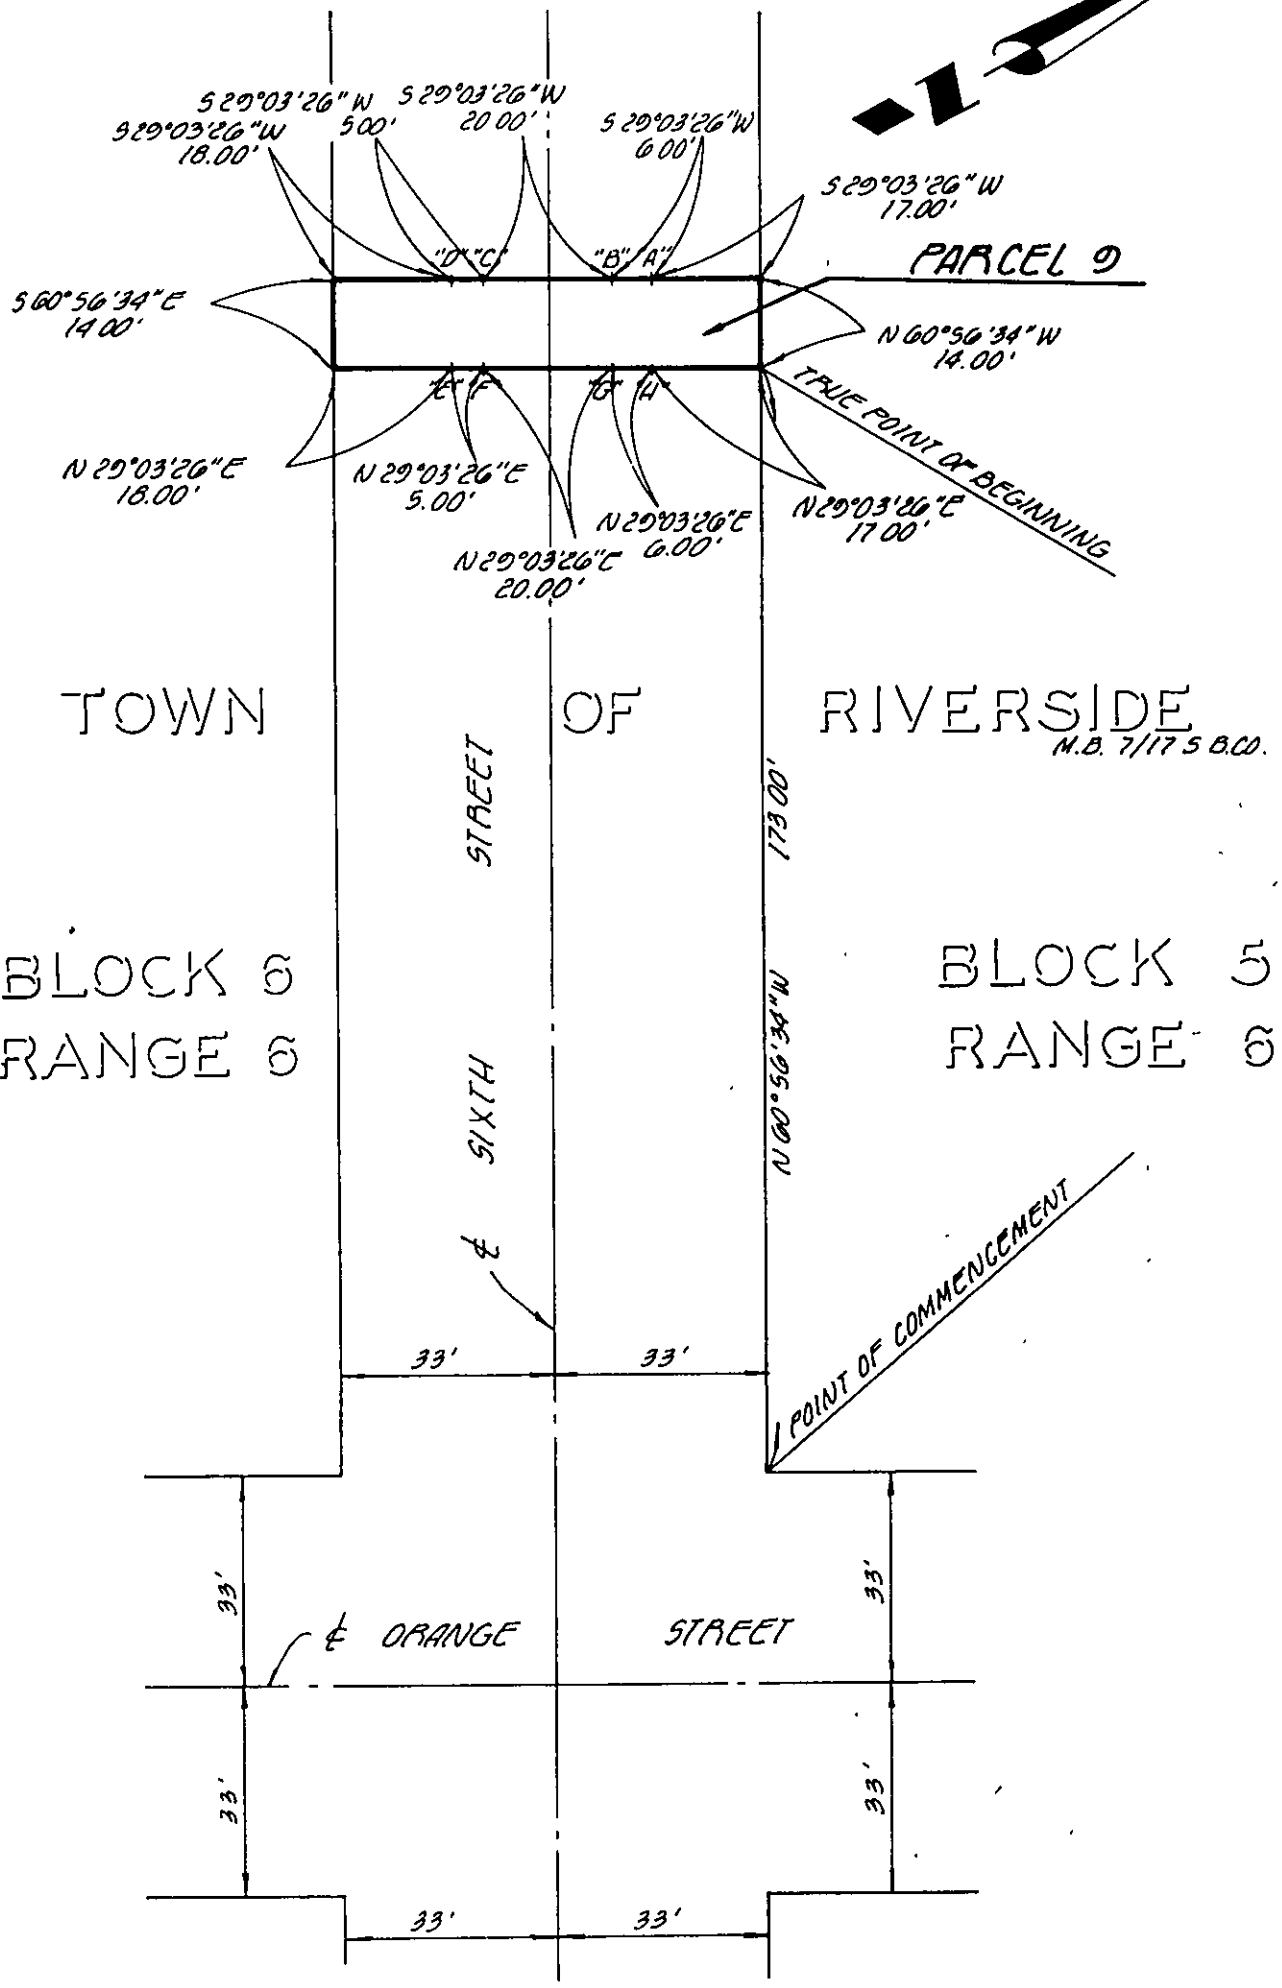 S 29°03'26" W
5 00'
S 29°03'26" W
20 00'
S 29°03'26" W
18.00'
S 29°03'26" W
6 00'
S 29°03'26" W
17.00'
"D" "C" "B" "A"
PARCEL 9
S 60°56'34" E
14 00'
N 60°56'34" W
14.00'
"E" "F" "G" "H"
TRUE POINT OF BEGINNING
N 29°03'26" E
18.00'
N 29°03'26" E
5.00'
N 29°03'26" E
20.00'
N 29°03'26" E
6.00'
N 29°03'26" E
17 00'
TOWN OF RIVERSIDE
M.B. 7/17 S B.CO.
SIXTH STREET
N 60°56'34" W 173 00'
BLOCK 6
RANGE 6
BLOCK 5
RANGE 6
℄
33' 33'
POINT OF COMMENCEMENT
33' 33'
℄ ORANGE STREET
33' 33'
33' 33'